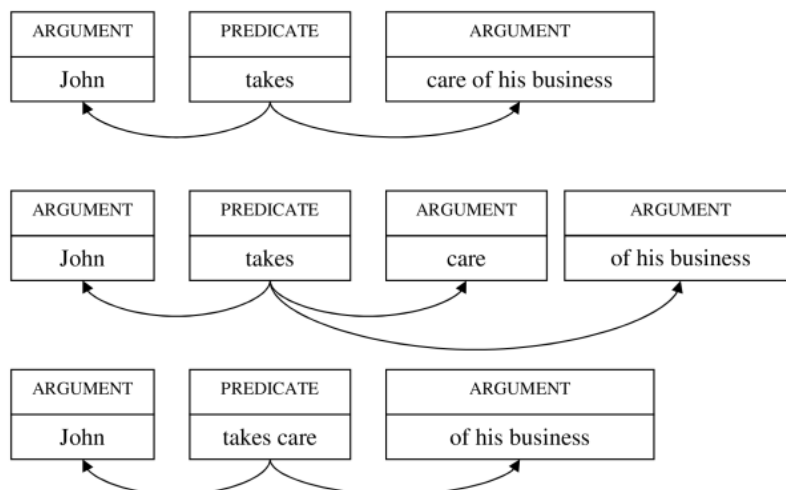 ARGUMENT PREDICATE ARGUMENT
John takes care of his business
ARGUMENT PREDICATE ARGUMENT ARGUMENT
John takes care of his business
ARGUMENT PREDICATE ARGUMENT
John takes care of his business